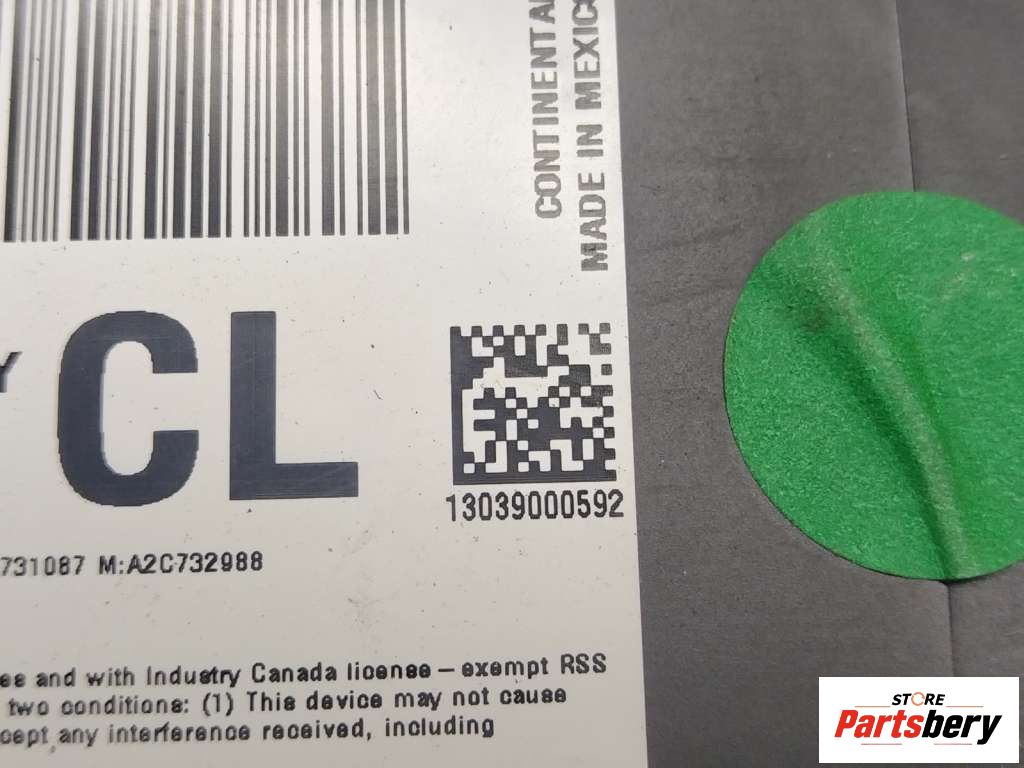 CONTINENTA
MADE IN MEXICO
Y
CL
13039000592
731087 M:A2C732988
es and with Industry Canada license – exempt RSS
two conditions: (1) This device may not cause
cept any interference received, including
STORE
Partsbery